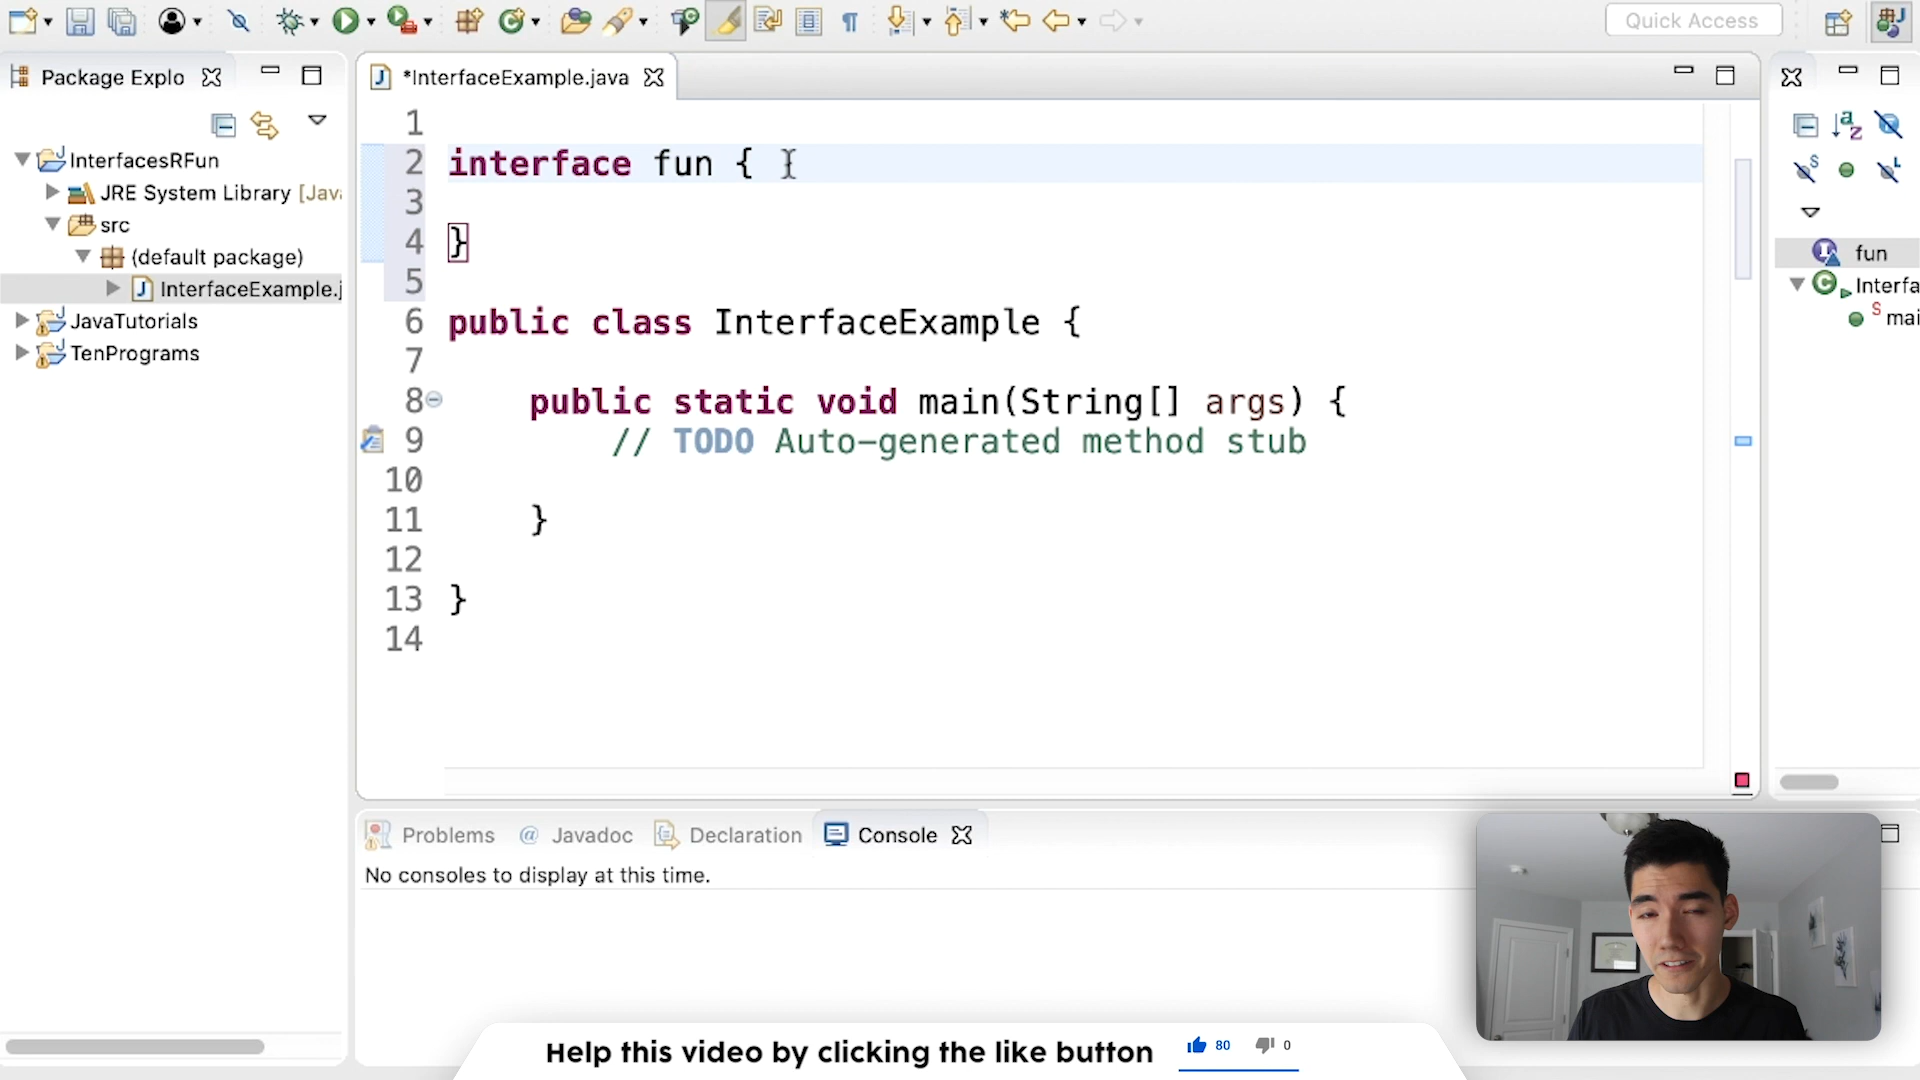 Quick Access
Package Explo
*InterfaceExample.java
InterfacesRFun
JRE System Library [Jav
src
(default package)
InterfaceExample.j
JavaTutorials
TenPrograms
1
2 interface fun {
3
4 }
5
6 public class InterfaceExample {
7
8 public static void main(String[] args) {
9 // TODO Auto-generated method stub
10
11 }
12
13 }
14
fun
Interfa
mai
Problems
Javadoc
Declaration
Console
No consoles to display at this time.
Help this video by clicking the like button
80
0